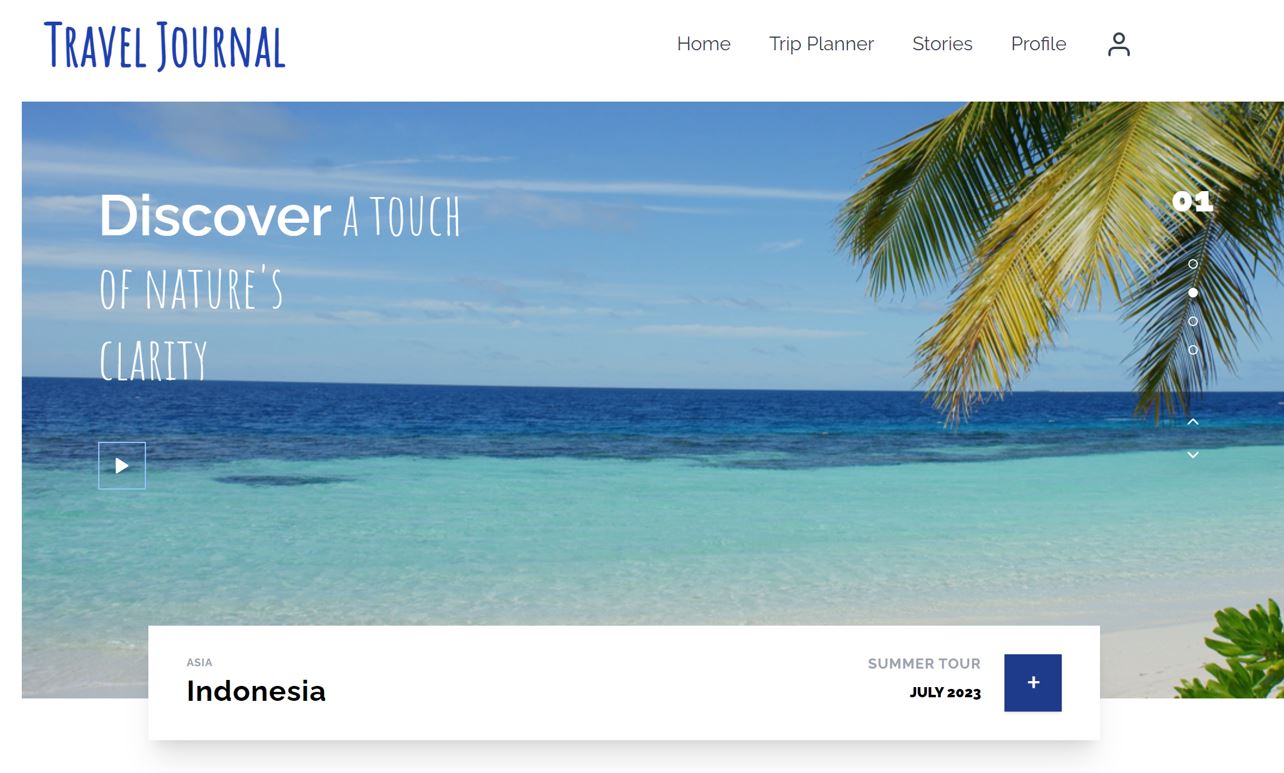 TRAVEL JOURNAL
Home Trip Planner Stories Profile
Discover A TOUCH
OF NATURE'S
CLARITY
01
ASIA
Indonesia
SUMMER TOUR
JULY 2023
+